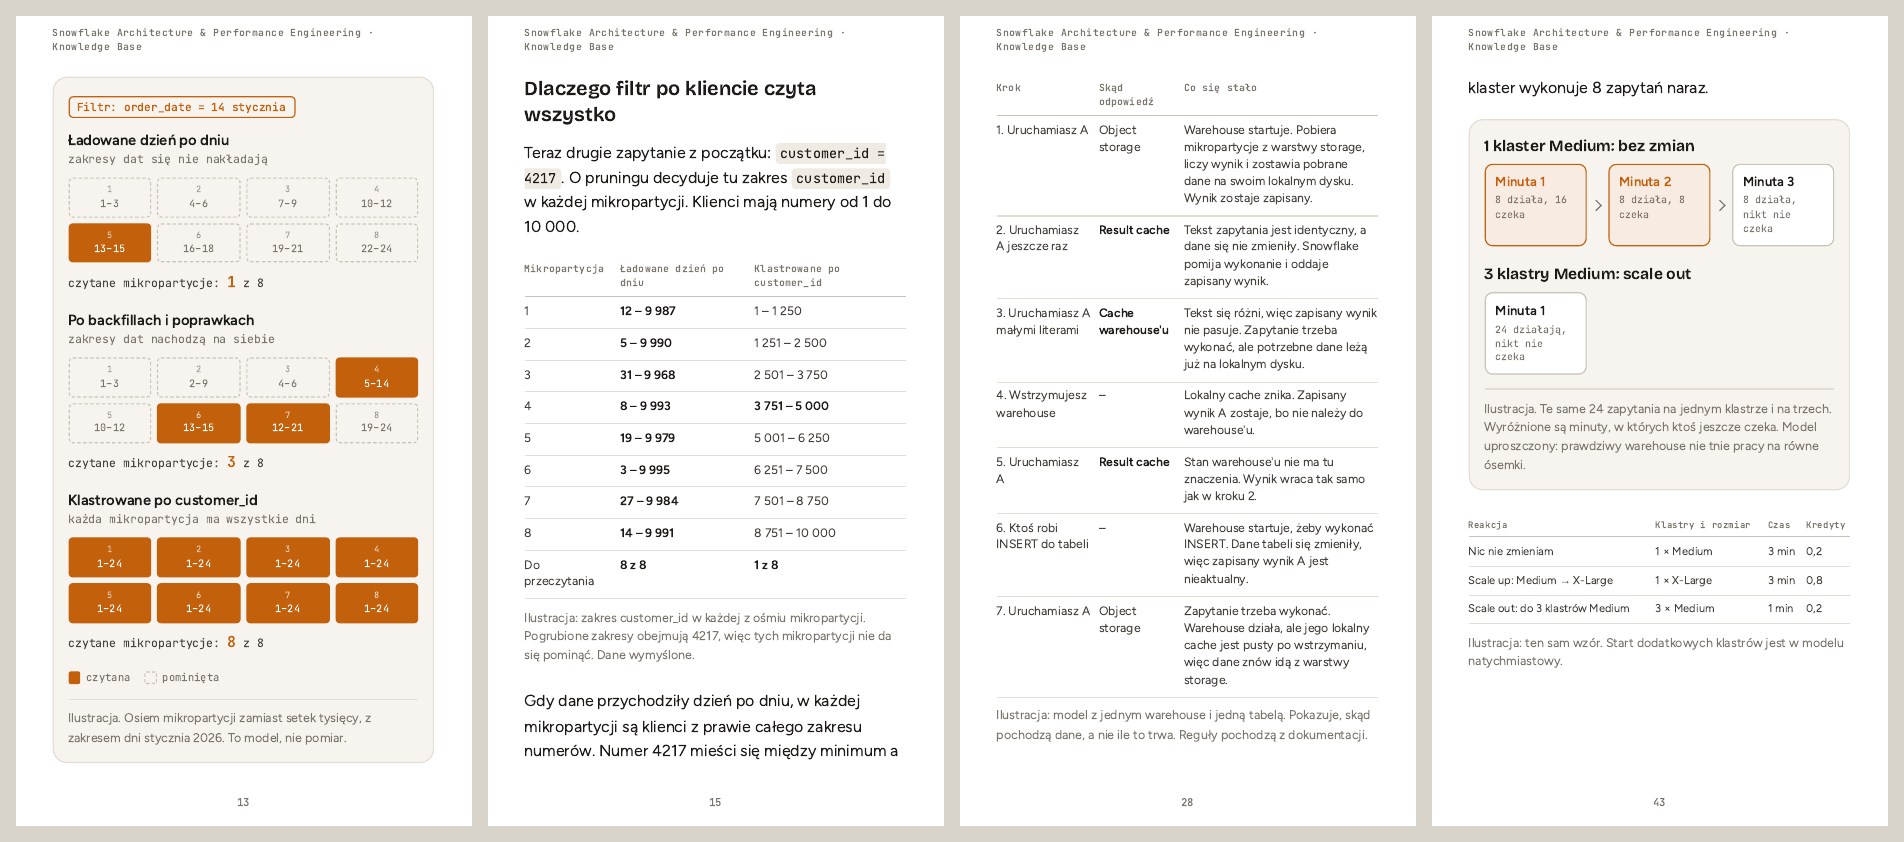 Snowflake Architecture & Performance Engineering ·
Knowledge Base
Filtr: order_date = 14 stycznia
Ładowane dzień po dniu
zakresy dat się nie nakładają
1 2 3 4
1–3 4–6 7–9 10–12
5 6 7 8
13–15 16–18 19–21 22–24
czytane mikropartycje: 1 z 8
Po backfillach i poprawkach
zakresy dat nachodzą na siebie
1 2 3 4
1–3 2–9 4–6 5–14
5 6 7 8
10–12 13–15 12–21 19–24
czytane mikropartycje: 3 z 8
Klastrowane po customer_id
każda mikropartycja ma wszystkie dni
1 2 3 4
1–24 1–24 1–24 1–24
5 6 7 8
1–24 1–24 1–24 1–24
czytane mikropartycje: 8 z 8
czytana pominięta
Ilustracja. Osiem mikropartycji zamiast setek tysięcy, z
zakresem dni stycznia 2026. To model, nie pomiar.
13
Snowflake Architecture & Performance Engineering ·
Knowledge Base
Dlaczego filtr po kliencie czyta
wszystko
Teraz drugie zapytanie z początku: customer_id =
4217. O pruningu decyduje tu zakres customer_id
w każdej mikropartycji. Klienci mają numery od 1 do
10 000.
Mikropartycja Ładowane dzień po Klastrowane po
dniu customer_id
1 12 – 9 987 1 – 1 250
2 5 – 9 990 1 251 – 2 500
3 31 – 9 968 2 501 – 3 750
4 8 – 9 993 3 751 – 5 000
5 19 – 9 979 5 001 – 6 250
6 3 – 9 995 6 251 – 7 500
7 27 – 9 984 7 501 – 8 750
8 14 – 9 991 8 751 – 10 000
Do 8 z 8 1 z 8
przeczytania
Ilustracja: zakres customer_id w każdej z ośmiu mikropartycji.
Pogrubione zakresy obejmują 4217, więc tych mikropartycji nie da
się pominąć. Dane wymyślone.
Gdy dane przychodziły dzień po dniu, w każdej
mikropartycji są klienci z prawie całego zakresu
numerów. Numer 4217 mieści się między minimum a
15
Snowflake Architecture & Performance Engineering ·
Knowledge Base
Krok Skąd Co się stało
odpowiedź
1. Uruchamiasz A Object Warehouse startuje. Pobiera
storage mikropartycje z warstwy storage,
liczy wynik i zostawia pobrane
dane na swoim lokalnym dysku.
Wynik zostaje zapisany.
2. Uruchamiasz Result cache Tekst zapytania jest identyczny, a
A jeszcze raz dane się nie zmieniły. Snowflake
pomija wykonanie i oddaje
zapisany wynik.
3. Uruchamiasz A Cache Tekst się różni, więc zapisany wynik
małymi literami warehouse'u nie pasuje. Zapytanie trzeba
wykonać, ale potrzebne dane leżą
już na lokalnym dysku.
4. Wstrzymujesz – Lokalny cache znika. Zapisany
warehouse wynik A zostaje, bo nie należy do
warehouse'u.
5. Uruchamiasz Result cache Stan warehouse'u nie ma tu
A znaczenia. Wynik wraca tak samo
jak w kroku 2.
6. Ktoś robi – Warehouse startuje, żeby wykonać
INSERT do tabeli INSERT. Dane tabeli się zmieniły,
więc zapisany wynik A jest
nieaktualny.
7. Uruchamiasz A Object Zapytanie trzeba wykonać.
storage Warehouse działa, ale jego lokalny
cache jest pusty po wstrzymaniu,
więc dane znów idą z warstwy
storage.
Ilustracja: model z jednym warehouse i jedną tabelą. Pokazuje, skąd
pochodzą dane, a nie ile to trwa. Reguły pochodzą z dokumentacji.
28
Snowflake Architecture & Performance Engineering ·
Knowledge Base
klaster wykonuje 8 zapytań naraz.
1 klaster Medium: bez zmian
Minuta 1 Minuta 2 Minuta 3
8 działa, 16 8 działa, 8 8 działa,
czeka czeka nikt nie
czeka
3 klastry Medium: scale out
Minuta 1
24 działają,
nikt nie
czeka
Ilustracja. Te same 24 zapytania na jednym klastrze i na trzech.
Wyróżnione są minuty, w których ktoś jeszcze czeka. Model
uproszczony: prawdziwy warehouse nie tnie pracy na równe
ósemki.
Reakcja Klastry i rozmiar Czas Kredyty
Nic nie zmieniam 1 × Medium 3 min 0,2
Scale up: Medium → X-Large 1 × X-Large 3 min 0,8
Scale out: do 3 klastrów Medium 3 × Medium 1 min 0,2
Ilustracja: ten sam wzór. Start dodatkowych klastrów jest w modelu
natychmiastowy.
43